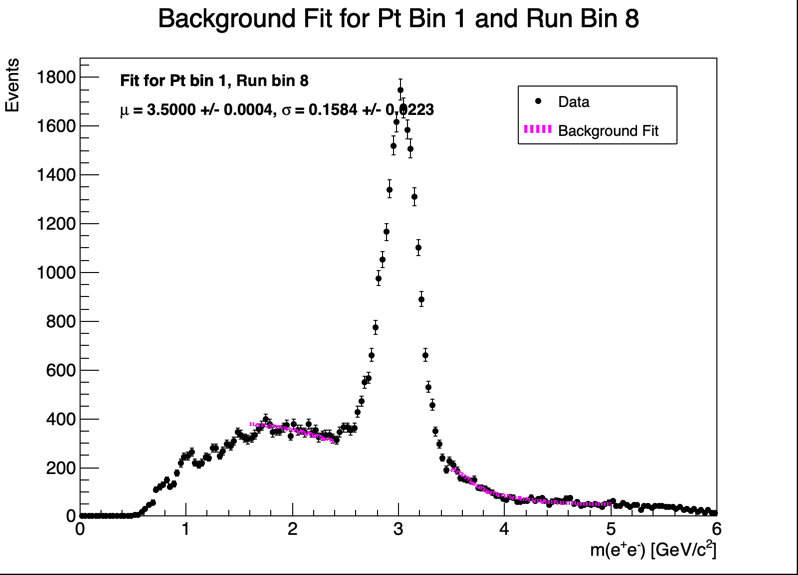 Background Fit for Pt Bin 1 and Run Bin 8
Events
1800
1600
1400
1200
1000
800
600
400
200
0
Fit for Pt bin 1, Run bin 8
μ = 3.5000 +/- 0.0004, σ = 0.1584 +/- 0.0223
Data
Background Fit
0 1 2 3 4 5 6
m(e⁺e⁻) [GeV/c²]